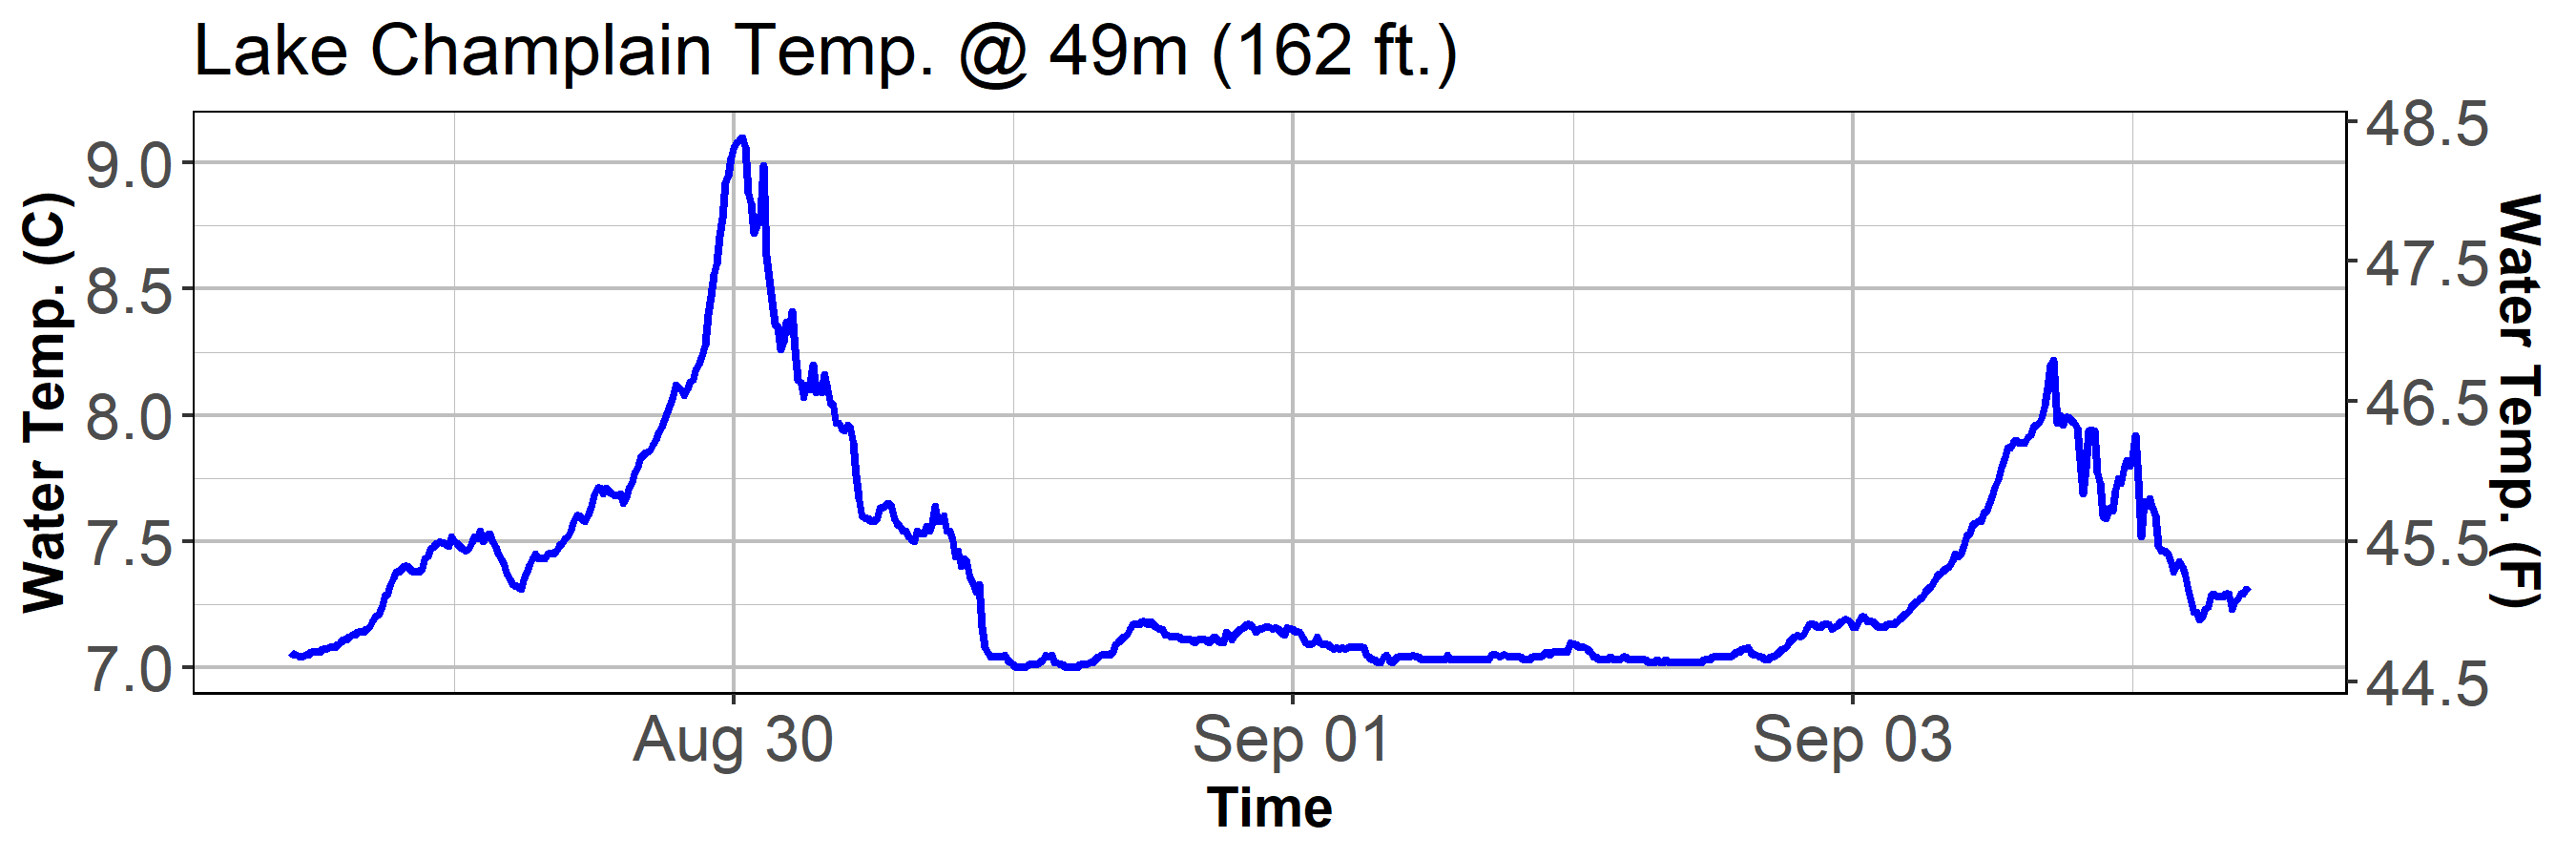 Lake Champlain Temp. @ 49m (162 ft.)
Water Temp. (C)
9.0
8.5
8.0
7.5
7.0
48.5
47.5
46.5
45.5
44.5
Water Temp. (F)
Aug 30
Sep 01
Sep 03
Time